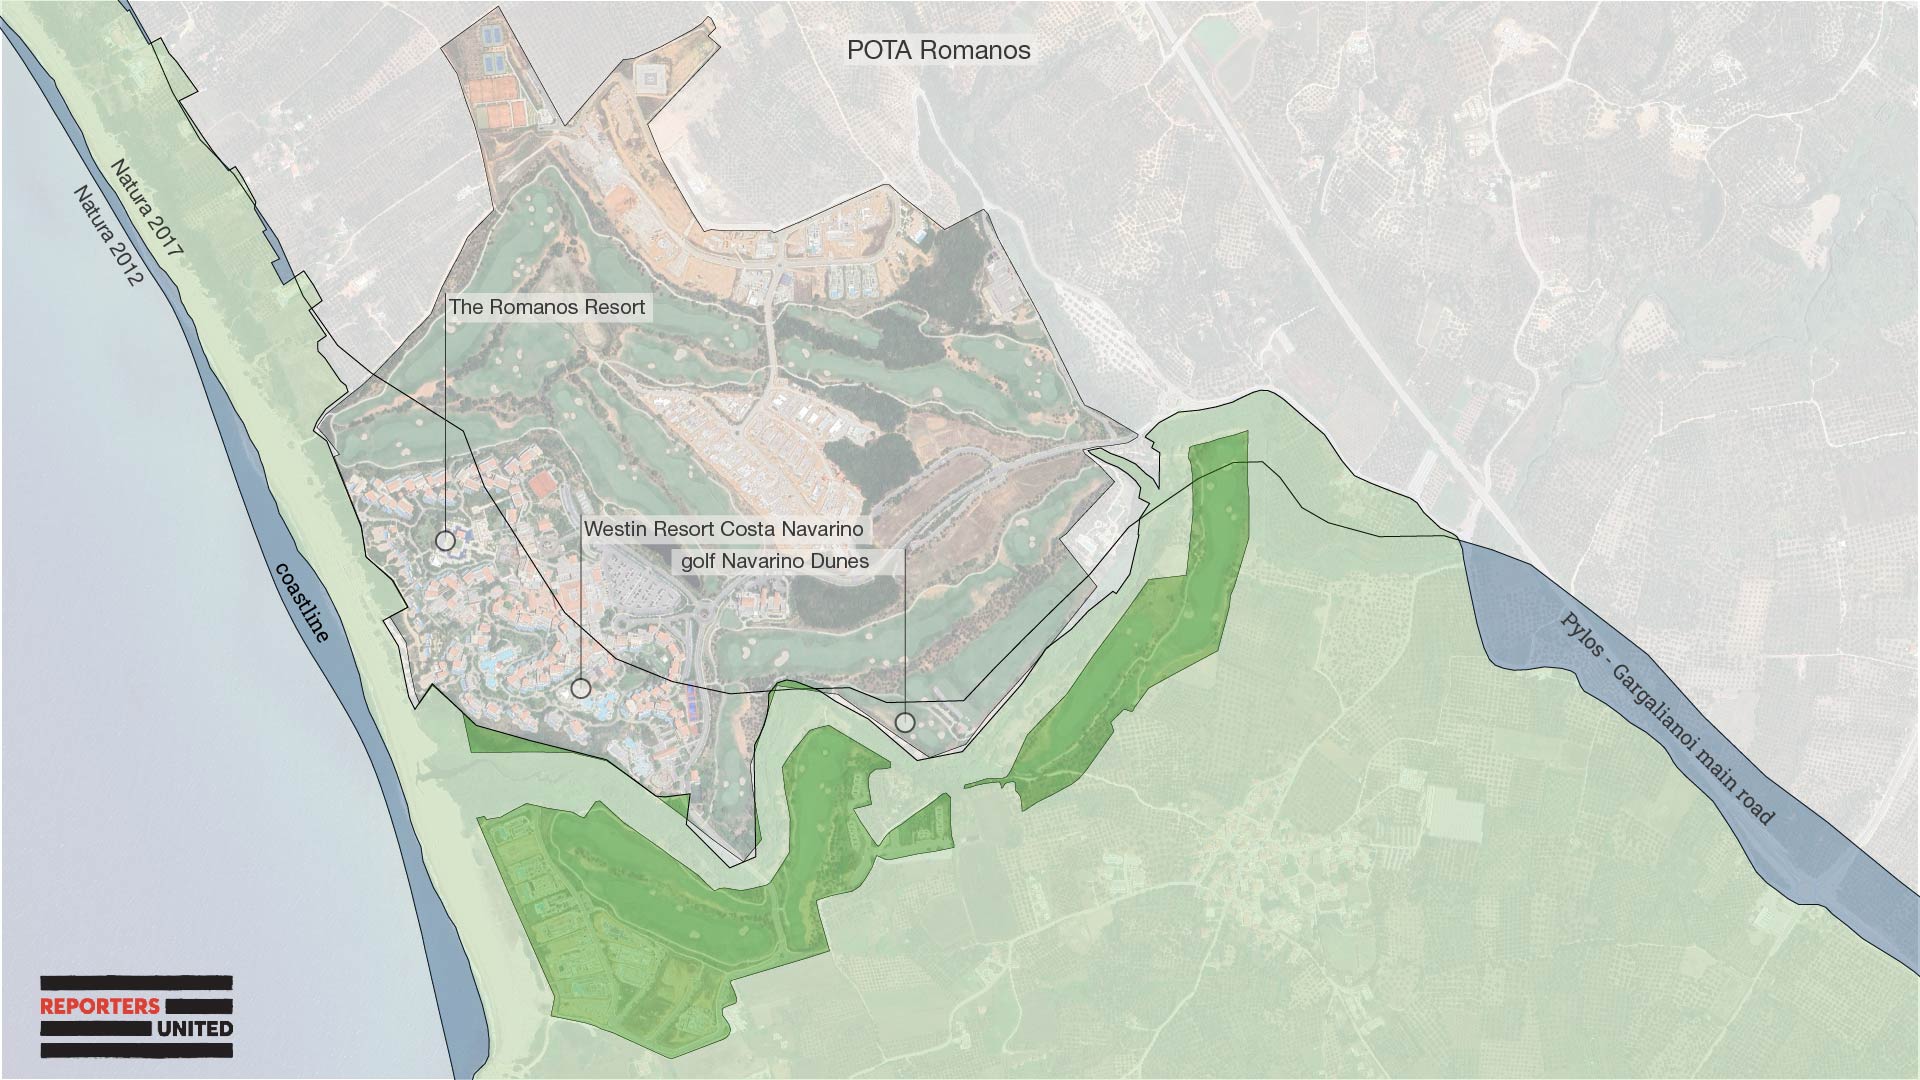 POTA Romanos
Natura 2017
Natura 2012
The Romanos Resort
Westin Resort Costa Navarino
golf Navarino Dunes
coastline
Pylos - Gargalianoi main road
REPORTERS
UNITED